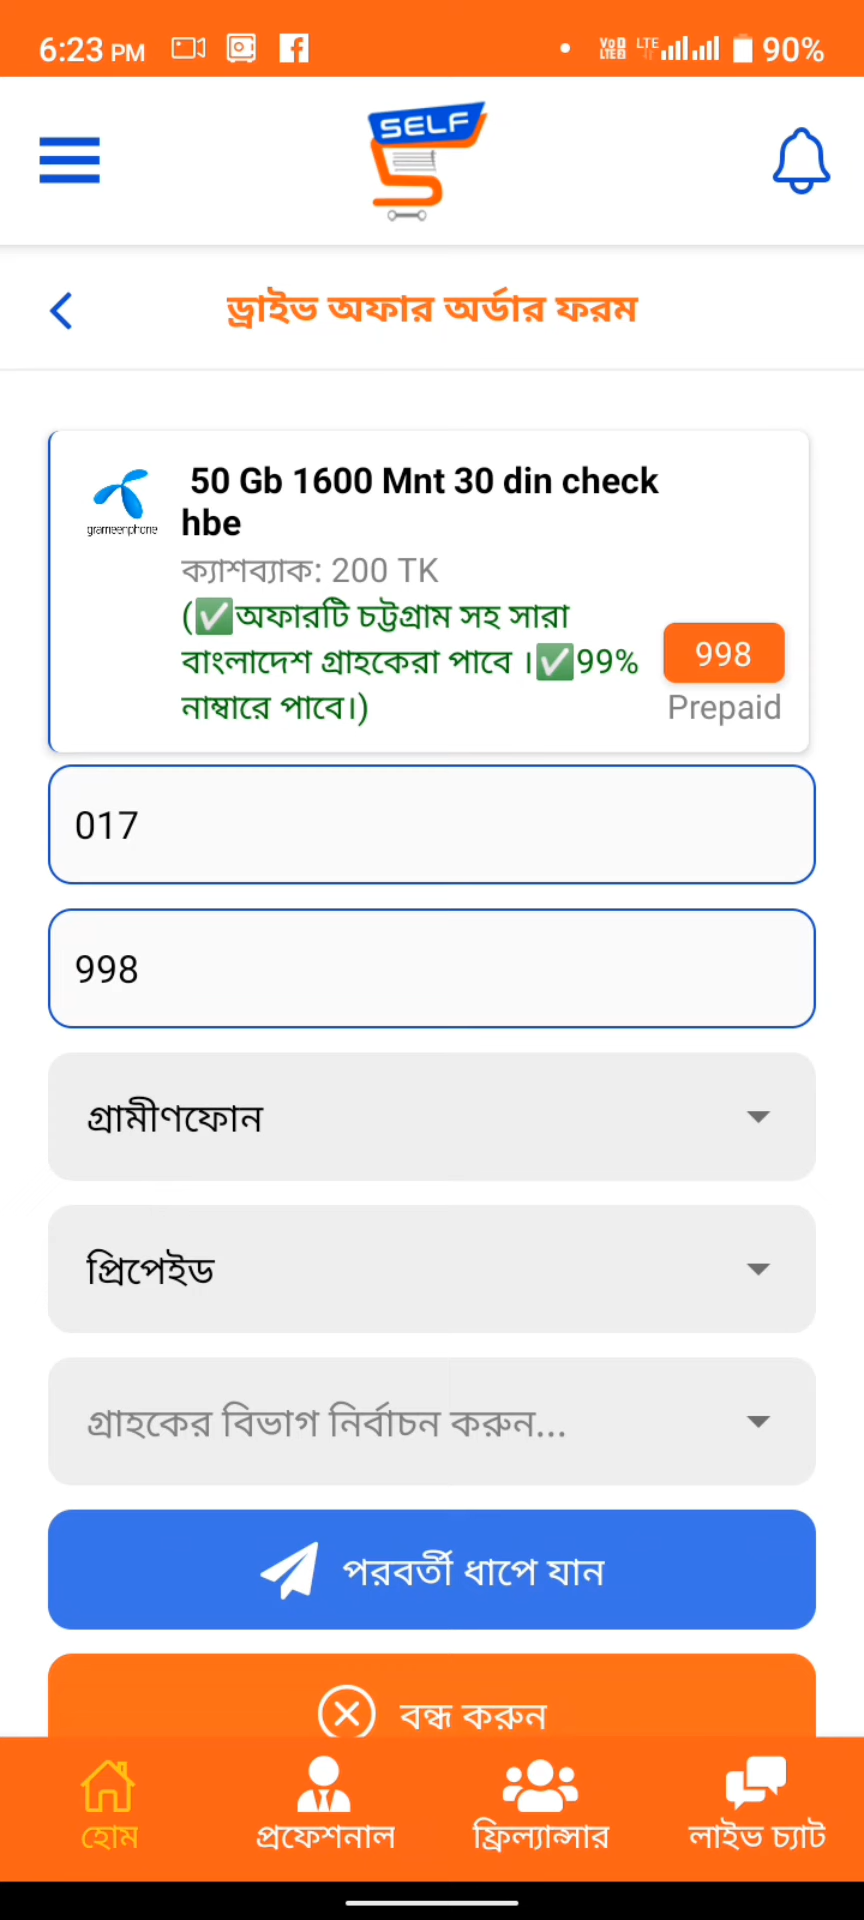 6:23 PM
90%
SELF
ড্রাইভ অফার অর্ডার ফরম
50 Gb 1600 Mnt 30 din check
hbe
grameenphone
ক্যাশব্যাক: 200 TK
(✅অফারটি চট্টগ্রাম সহ সারা
বাংলাদেশ গ্রাহকেরা পাবে ।✅99%
নাম্বারে পাবে।)
998
Prepaid
017
998
গ্রামীণফোন
প্রিপেইড
গ্রাহকের বিভাগ নির্বাচন করুন...
পরবর্তী ধাপে যান
বন্ধ করুন
হোম
প্রফেশনাল
ফ্রিল্যান্সার
লাইভ চ্যাট